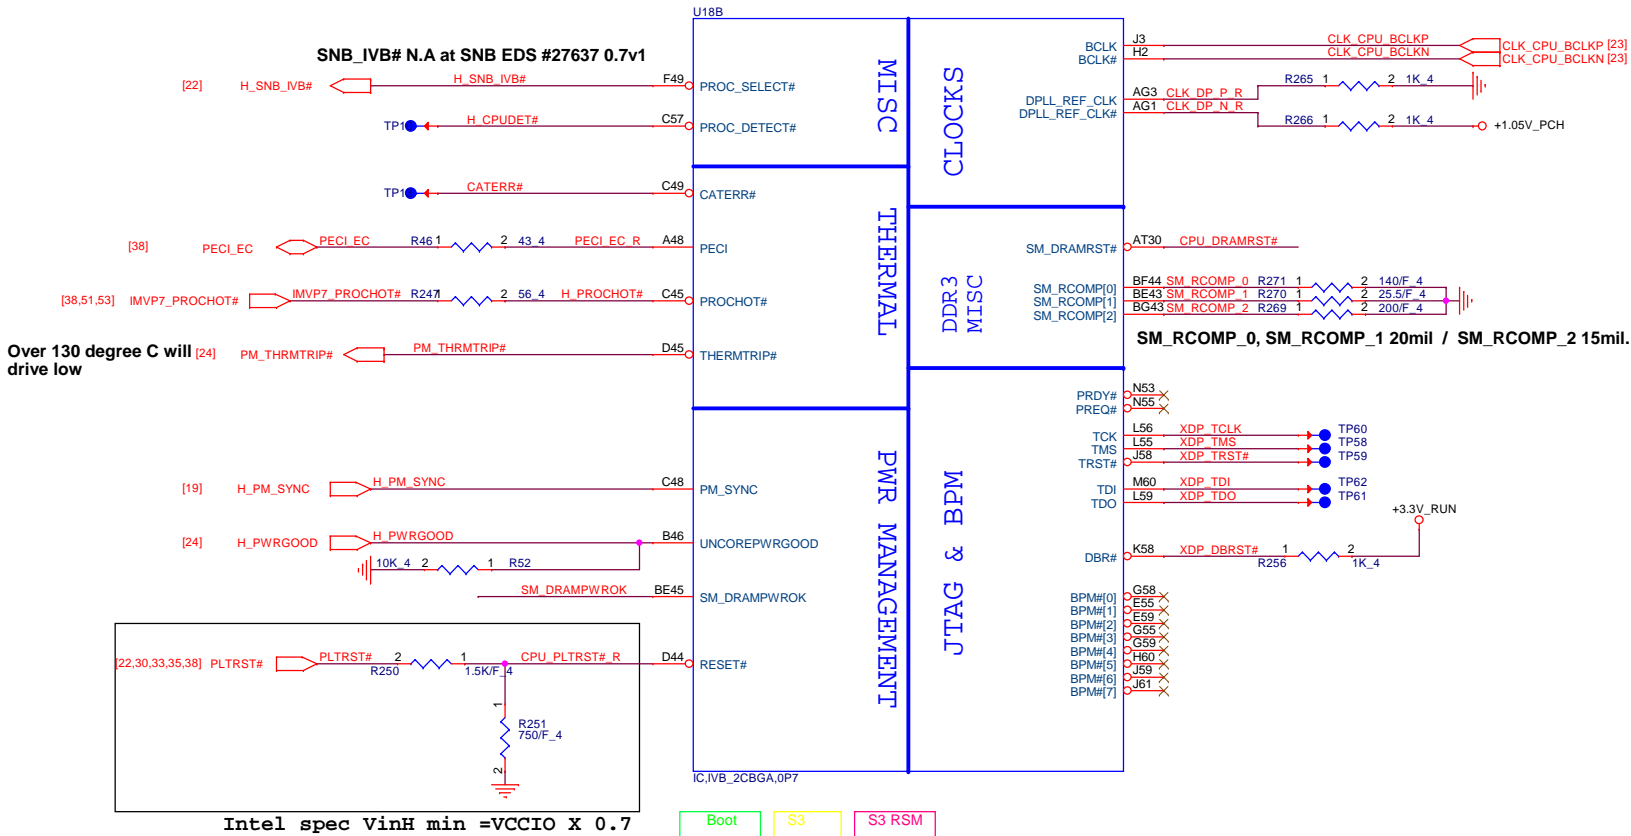 U18B
SNB_IVB# N.A at SNB EDS #27637 0.7v1
[22] H_SNB_IVB# H_SNB_IVB# F49 PROC_SELECT#
TP1 H_CPUDET# C57 PROC_DETECT#
MISC
TP1 CATERR# C49 CATERR#
[38] PECI_EC PECI_EC R46 1 2 43_4 PECI_EC_R A48 PECI
[38,51,53] IMVP7_PROCHOT# IMVP7_PROCHOT# R247 1 2 56_4 H_PROCHOT# C45 PROCHOT#
Over 130 degree C will
drive low
[24] PM_THRMTRIP# PM_THRMTRIP# D45 THERMTRIP#
THERMAL
[19] H_PM_SYNC H_PM_SYNC C48 PM_SYNC
[24] H_PWRGOOD H_PWRGOOD B46 UNCOREPWRGOOD
10K_4 2 1 R52
SM_DRAMPWROK BE45 SM_DRAMPWROK
[22,30,33,35,38] PLTRST# PLTRST# 2 1 CPU_PLTRST#_R D44 RESET#
R250 1.5K/F_4
1
R251
750/F_4
2
PWR MANAGEMENT
CLOCKS
BCLK J3 CLK_CPU_BCLKP CLK_CPU_BCLKP [23]
BCLK# H2 CLK_CPU_BCLKN CLK_CPU_BCLKN [23]
R265 1 2 1K_4
DPLL_REF_CLK AG3 CLK_DP_P_R
DPLL_REF_CLK# AG1 CLK_DP_N_R
R266 1 2 1K_4 +1.05V_PCH
DDR3
MISC
SM_DRAMRST# AT30 CPU_DRAMRST#
SM_RCOMP[0] BF44 SM_RCOMP_0 R271 1 2 140/F_4
SM_RCOMP[1] BE43 SM_RCOMP_1 R270 1 2 25.5/F_4
SM_RCOMP[2] BG43 SM_RCOMP_2 R269 1 2 200/F_4
SM_RCOMP_0, SM_RCOMP_1 20mil / SM_RCOMP_2 15mil.
JTAG & BPM
PRDY# N53
PREQ# N55
TCK L56 XDP_TCLK TP60
TMS L55 XDP_TMS TP58
TRST# J58 XDP_TRST# TP59
TDI M60 XDP_TDI TP62
TDO L59 XDP_TDO TP61
+3.3V_RUN
DBR# K58 XDP_DBRST# 1 2
R256 1K_4
BPM#[0] G58
BPM#[1] E55
BPM#[2] E59
BPM#[3] G55
BPM#[4] G59
BPM#[5] H60
BPM#[6] J59
BPM#[7] J61
IC,IVB_2CBGA,0P7
Intel spec VinH min =VCCIO X 0.7
Boot S3 S3 RSM